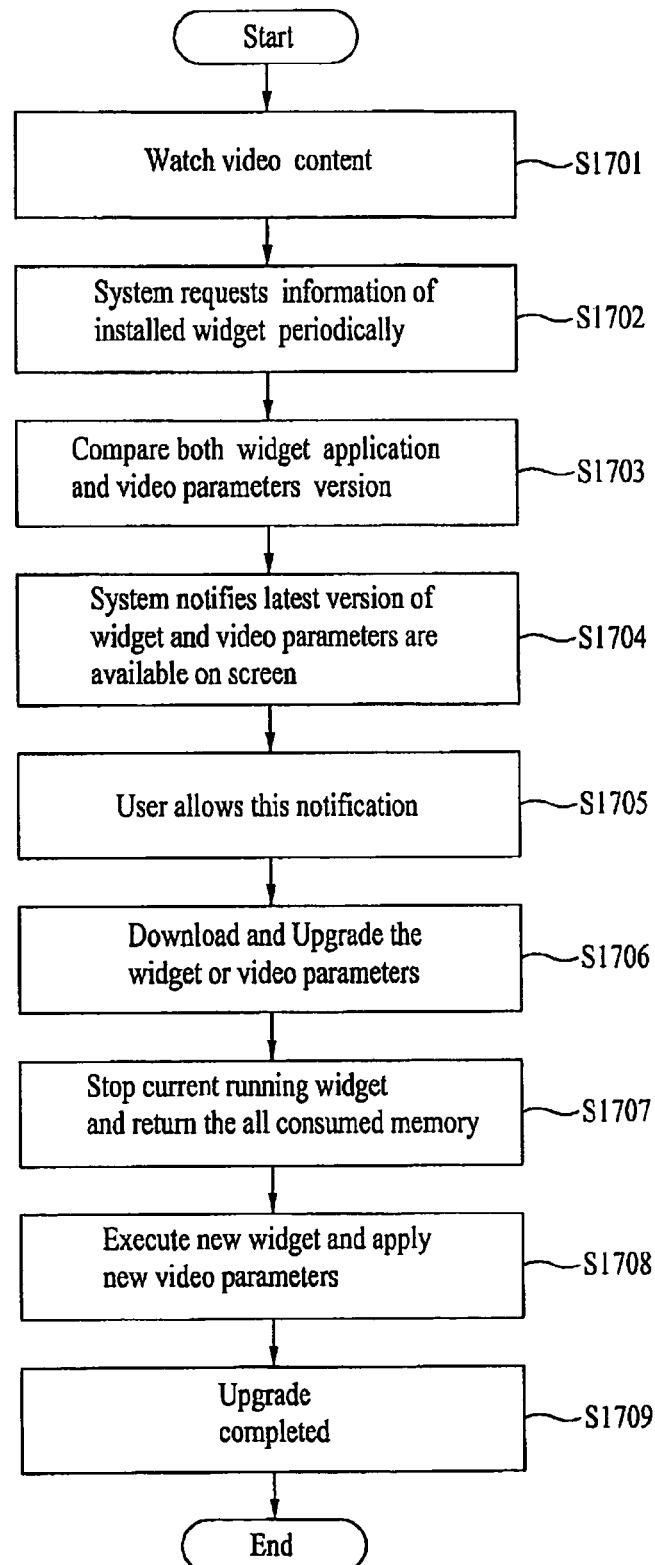 Start
Watch video content
S1701
System requests information of
installed widget periodically
S1702
Compare both widget application
and video parameters version
S1703
System notifies latest version of
widget and video parameters are
available on screen
S1704
User allows this notification
S1705
Download and Upgrade the
widget or video parameters
S1706
Stop current running widget
and return the all consumed memory
S1707
Execute new widget and apply
new video parameters
S1708
Upgrade
completed
S1709
End